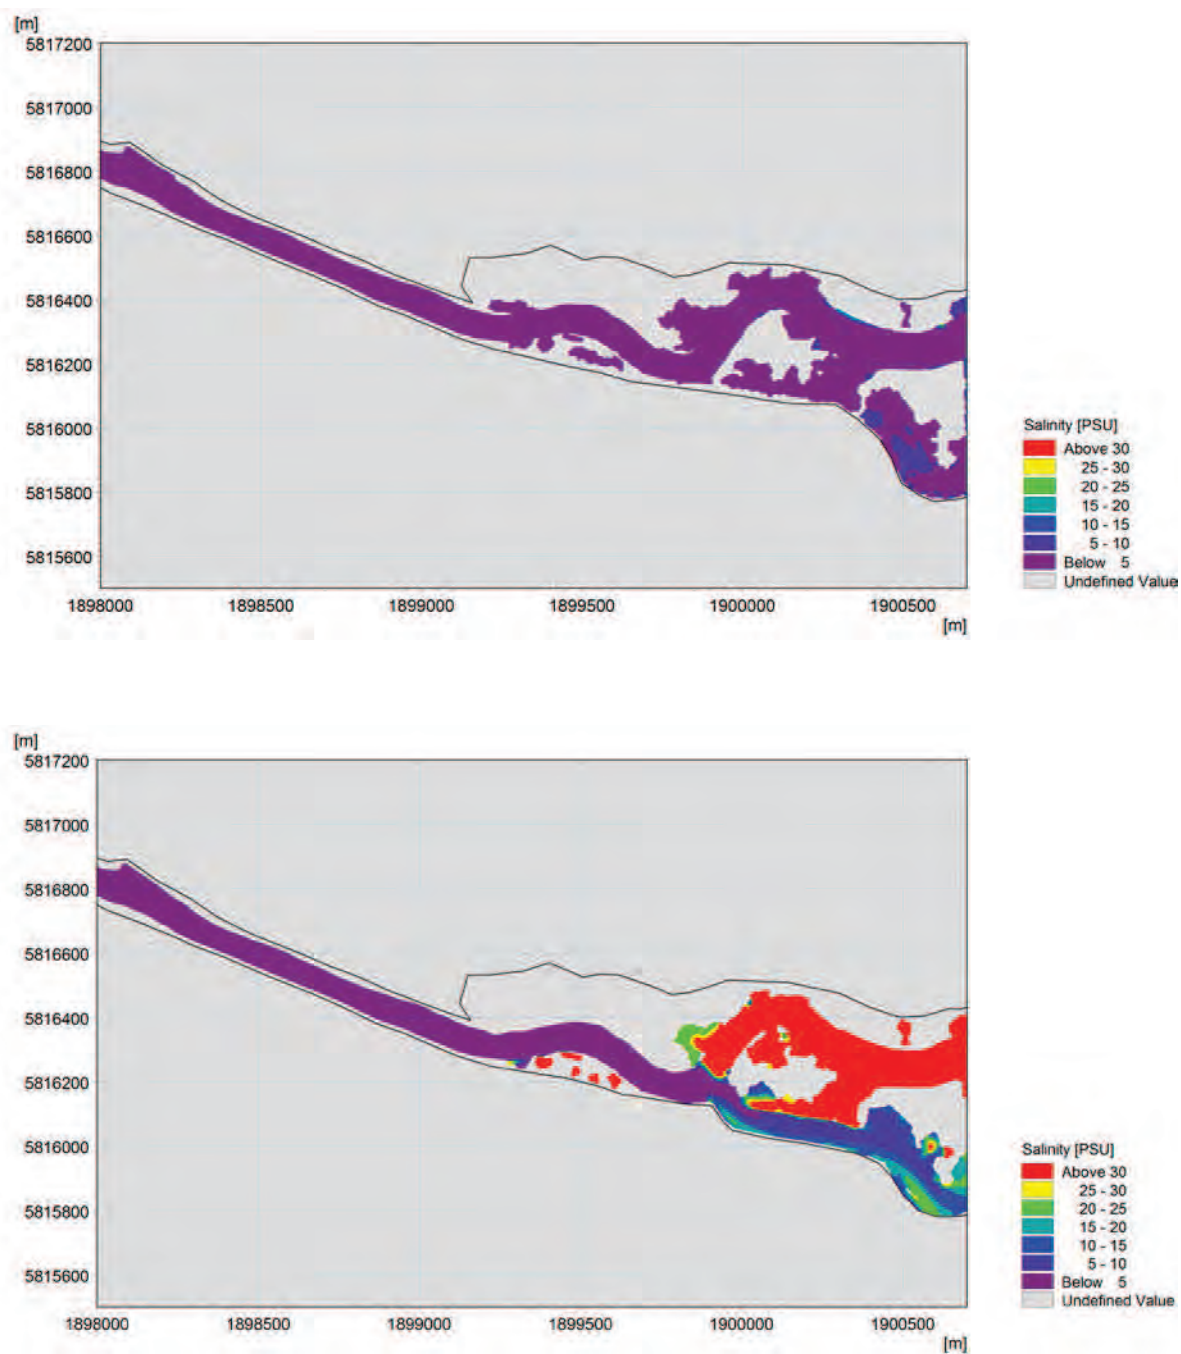 [m]
5817200
5817000
5816800
5816600
5816400
5816200
5816000
5815800
5815600
1898000 1898500 1899000 1899500 1900000 1900500
[m]
Salinity [PSU]
Above 30
25 - 30
20 - 25
15 - 20
10 - 15
5 - 10
Below 5
Undefined Value
[m]
5817200
5817000
5816800
5816600
5816400
5816200
5816000
5815800
5815600
1898000 1898500 1899000 1899500 1900000 1900500
[m]
Salinity [PSU]
Above 30
25 - 30
20 - 25
15 - 20
10 - 15
5 - 10
Below 5
Undefined Value